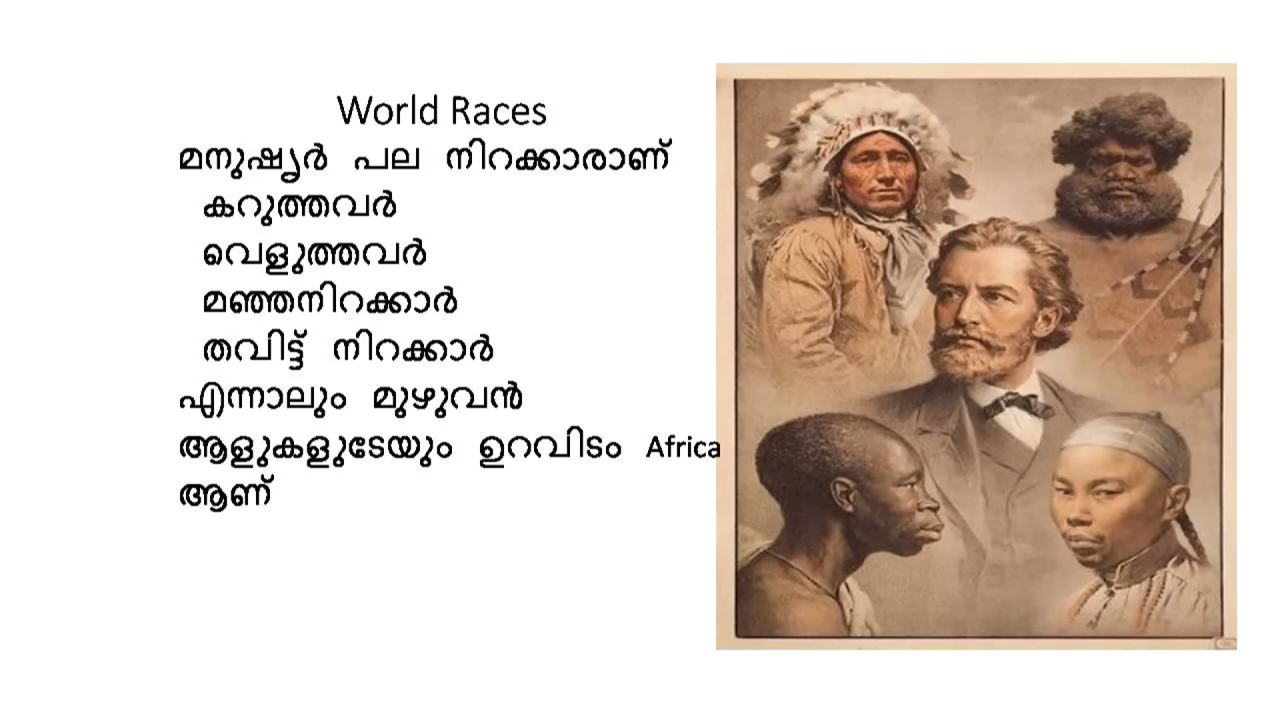 World Races
മനുഷ്യർ പല നിറക്കാരാണ്
കറുത്തവർ
വെളുത്തവർ
മഞ്ഞനിറക്കാർ
തവിട്ട് നിറക്കാർ
എന്നാലും മുഴുവൻ
ആളുകളുടേയും ഉറവിടം Africa
ആണ്